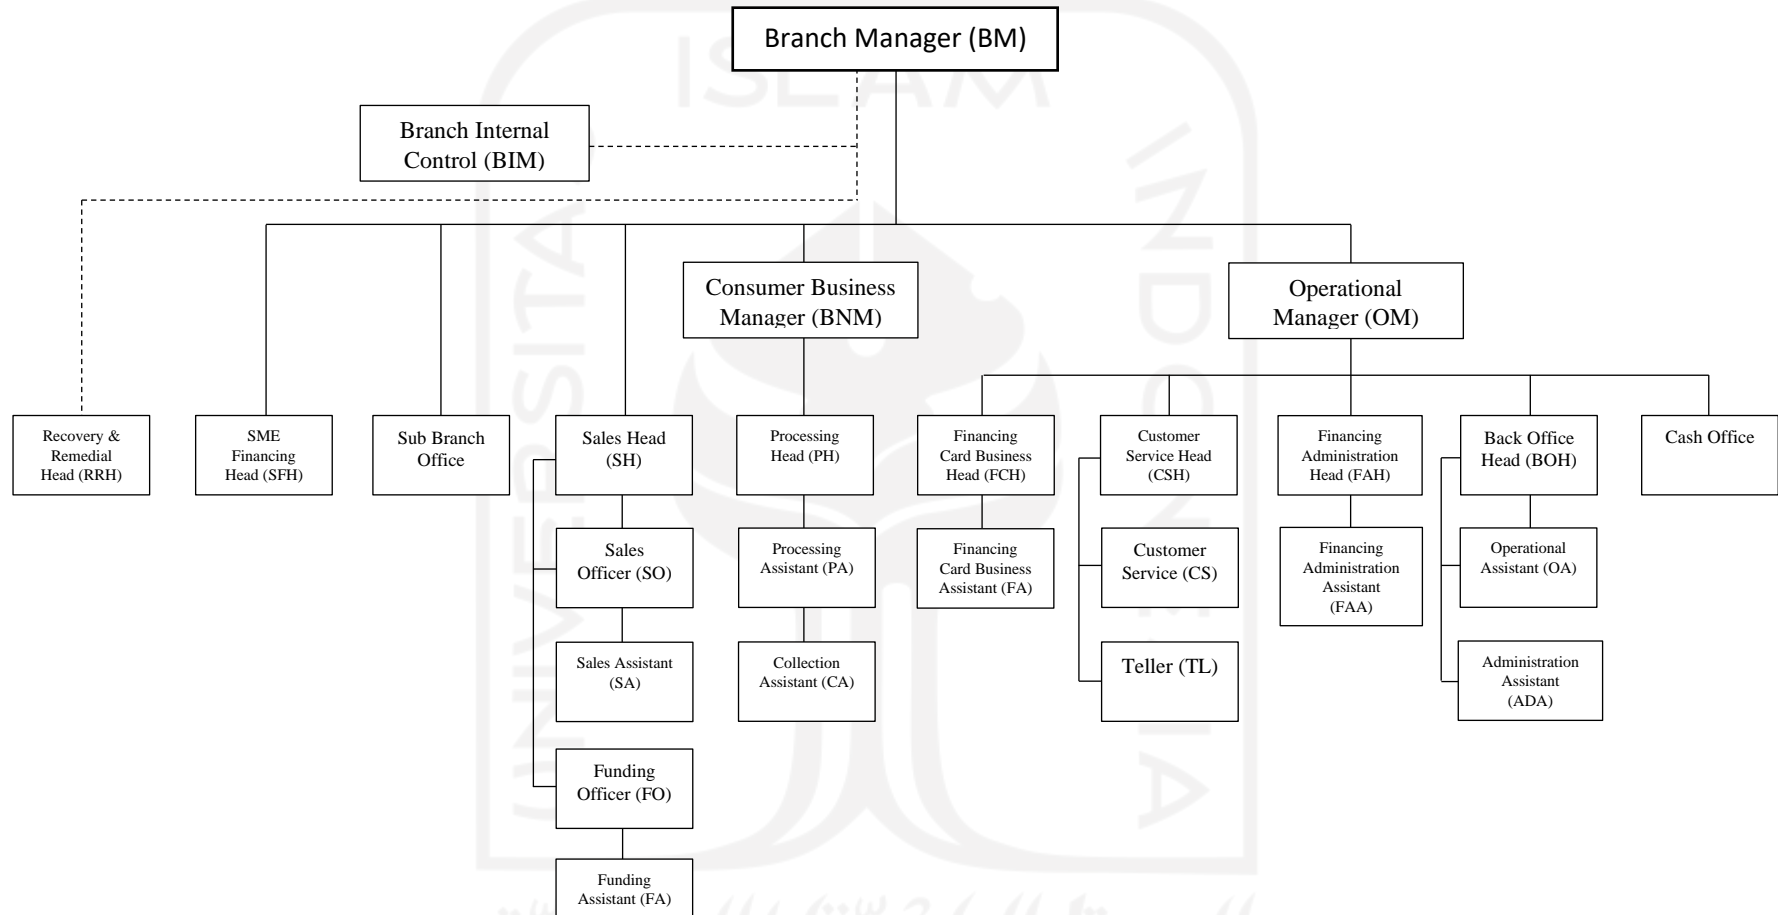 Branch Manager (BM)
Branch Internal
Control (BIM)
Consumer Business
Manager (BNM)
Operational
Manager (OM)
Recovery &
Remedial
Head (RRH)
SME
Financing
Head (SFH)
Sub Branch
Office
Sales Head
(SH)
Processing
Head (PH)
Financing
Card Business
Head (FCH)
Customer
Service Head
(CSH)
Financing
Administration
Head (FAH)
Back Office
Head (BOH)
Cash Office
Sales
Officer (SO)
Processing
Assistant (PA)
Financing
Card Business
Assistant (FA)
Customer
Service (CS)
Financing
Administration
Assistant
(FAA)
Operational
Assistant (OA)
Sales Assistant
(SA)
Collection
Assistant (CA)
Teller (TL)
Administration
Assistant
(ADA)
Funding
Officer (FO)
Funding
Assistant (FA)
UNIVERSITAS
ISLAM
INDONESIA